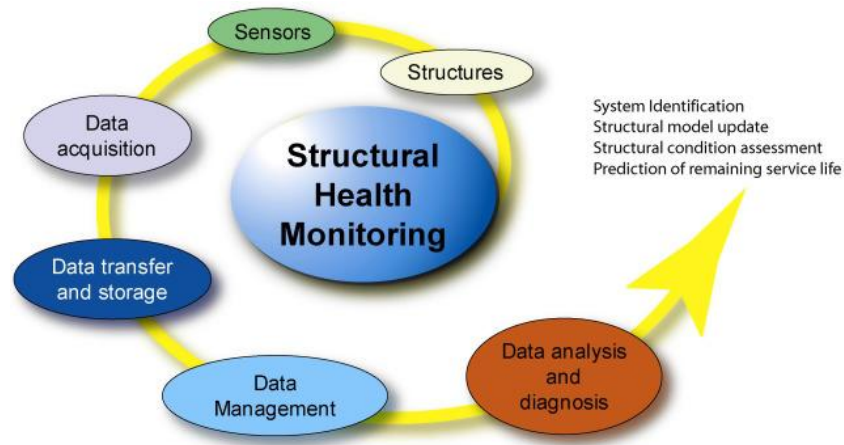 Structural
Health
Monitoring
Structures
Sensors
Data
acquisition
Data transfer
and storage
Data
Management
Data analysis
and
diagnosis
System Identification
Structural model update
Structural condition assessment
Prediction of remaining service life